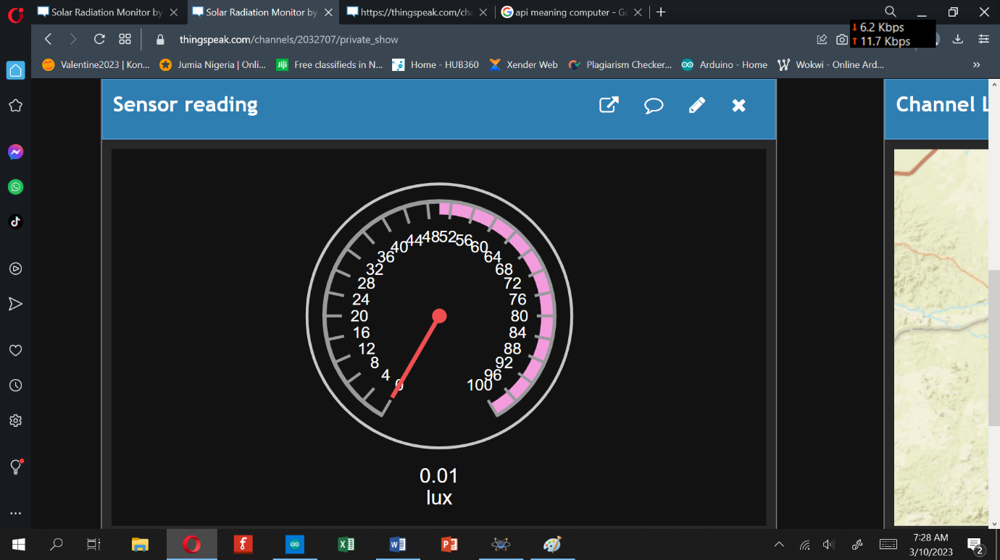 Solar Radiation Monitor by
Solar Radiation Monitor by
https://thingspeak.com/cha
api meaning computer - Go
6.2 Kbps
11.7 Kbps
thingspeak.com/channels/2032707/private_show
Valentine2023 | Kon...
Jumia Nigeria | Onli...
Jiji
Free classifieds in N...
Home - HUB360
Xender Web
Plagiarism Checker...
Arduino - Home
Wokwi - Online Ard...
Sensor reading
Channel L
0
4
8
12
16
20
24
28
32
36
40
44
48
52
56
60
64
68
72
76
80
84
88
92
96
100
0.01
lux
7:28 AM
3/10/2023
2